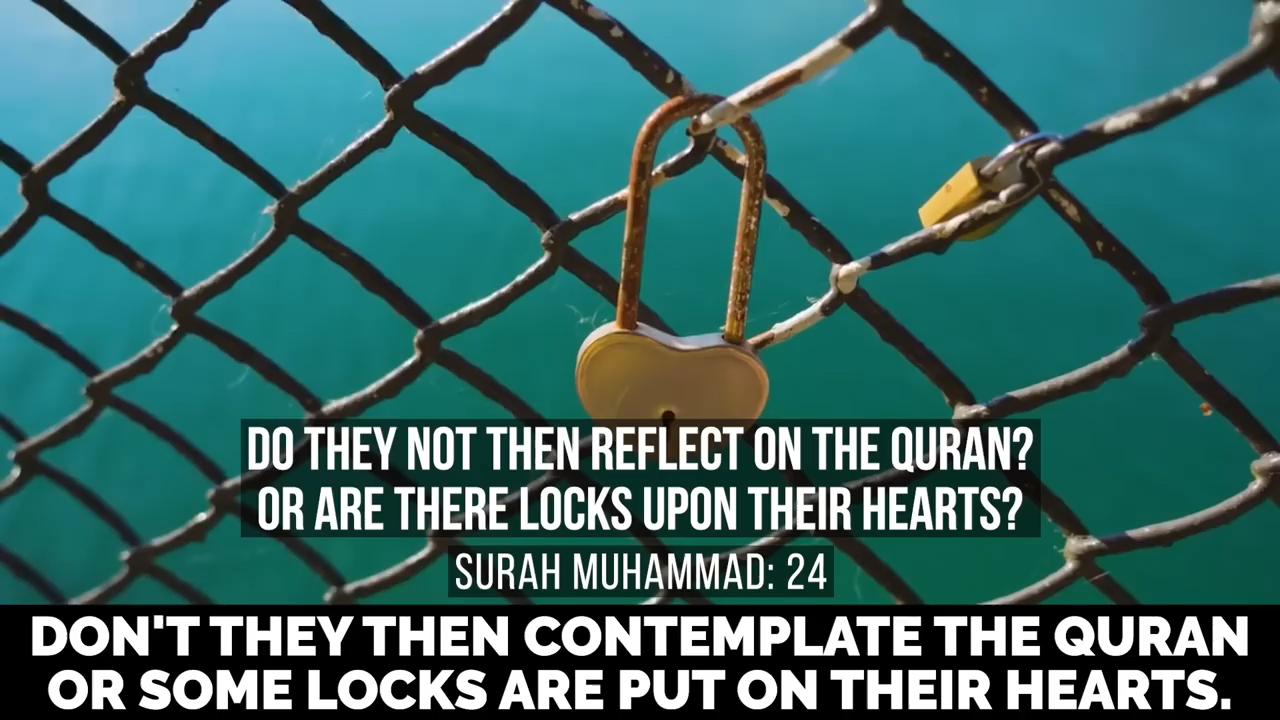 DO THEY NOT THEN REFLECT ON THE QURAN?
OR ARE THERE LOCKS UPON THEIR HEARTS?
SURAH MUHAMMAD: 24
DON'T THEY THEN CONTEMPLATE THE QURAN
OR SOME LOCKS ARE PUT ON THEIR HEARTS.